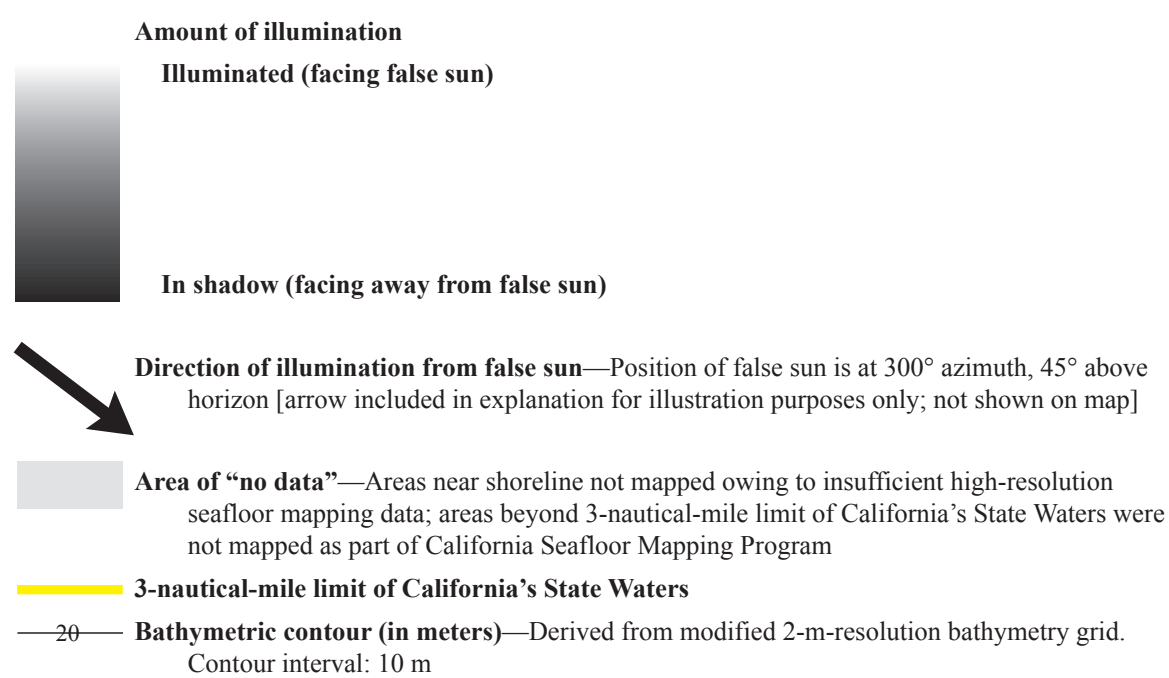 Amount of illumination
Illuminated (facing false sun)
In shadow (facing away from false sun)
Direction of illumination from false sun—Position of false sun is at 300° azimuth, 45° above
horizon [arrow included in explanation for illustration purposes only; not shown on map]
Area of “no data”—Areas near shoreline not mapped owing to insufficient high-resolution
seafloor mapping data; areas beyond 3-nautical-mile limit of California’s State Waters were
not mapped as part of California Seafloor Mapping Program
3-nautical-mile limit of California’s State Waters
20 Bathymetric contour (in meters)—Derived from modified 2-m-resolution bathymetry grid.
Contour interval: 10 m